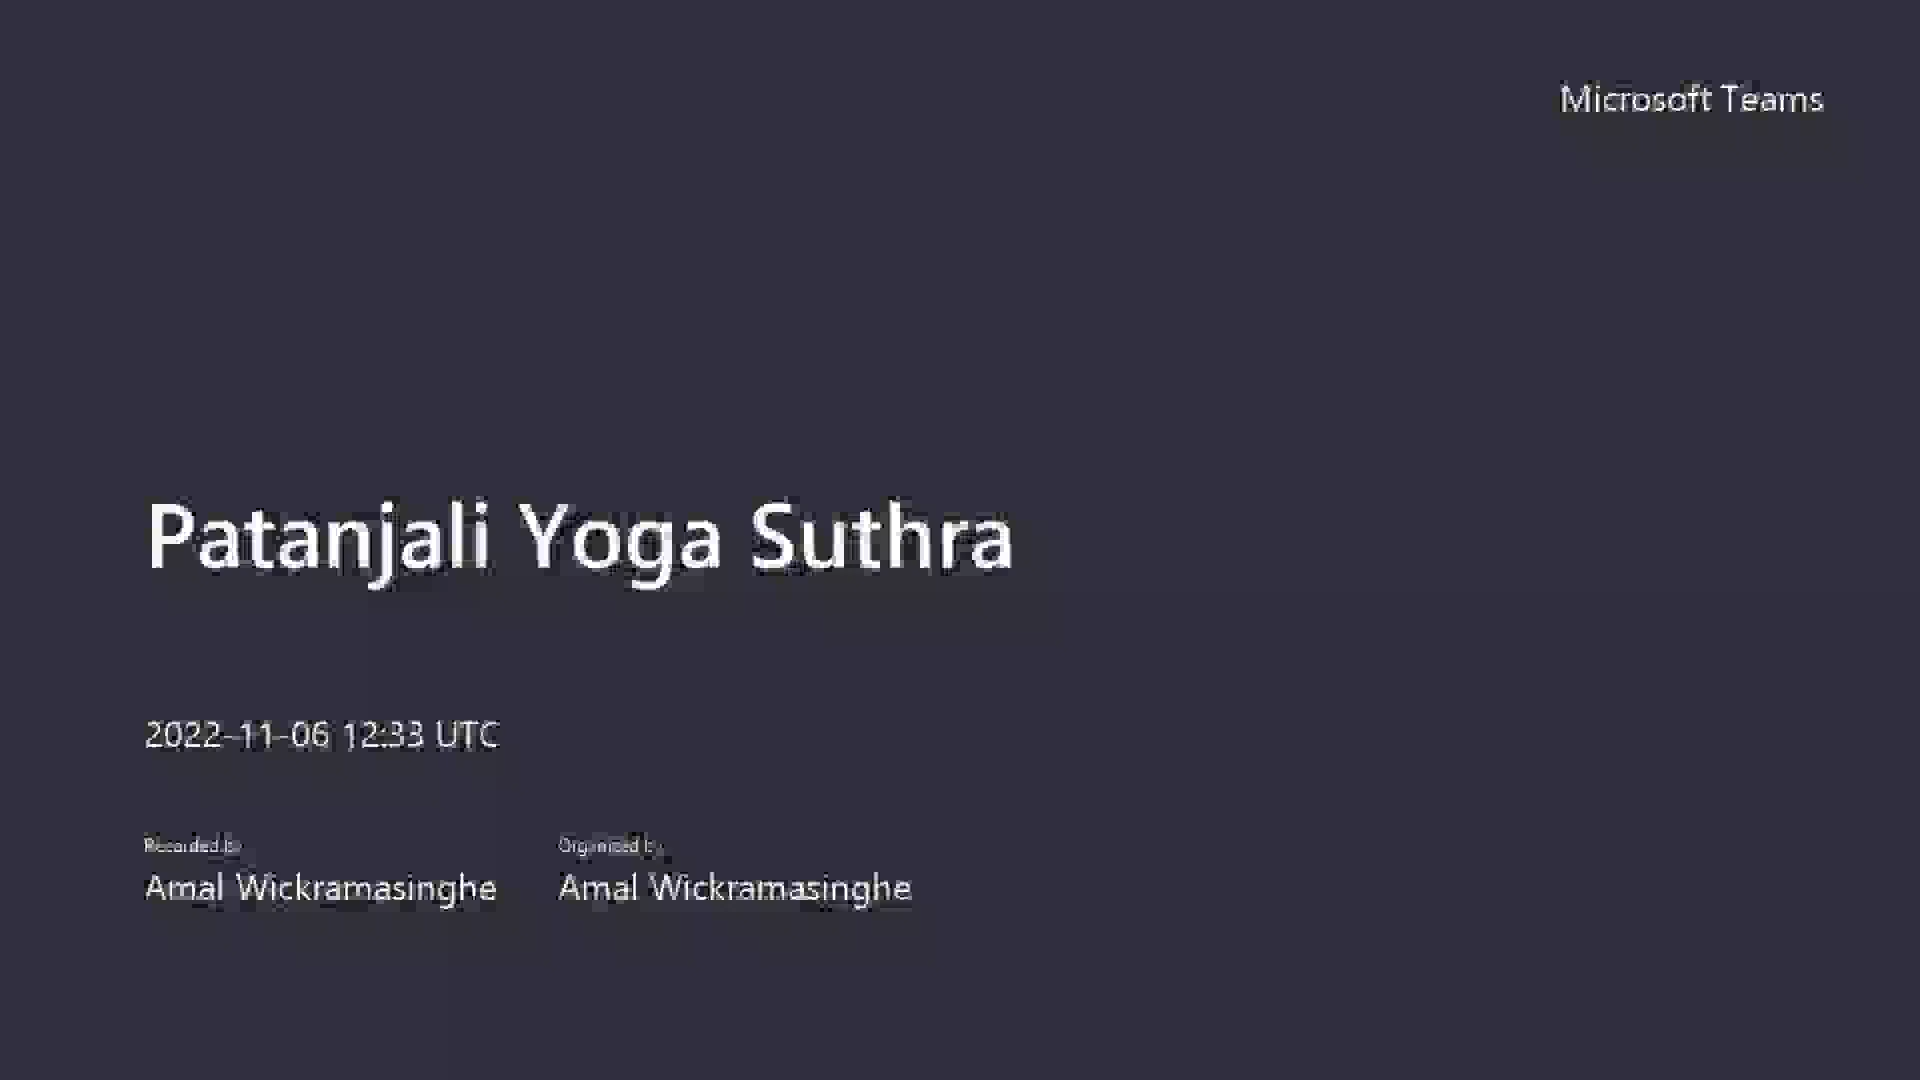 Microsoft Teams
Patanjali Yoga Suthra
2022-11-06 12:33 UTC
Recorded by
Organized by
Amal Wickramasinghe
Amal Wickramasinghe